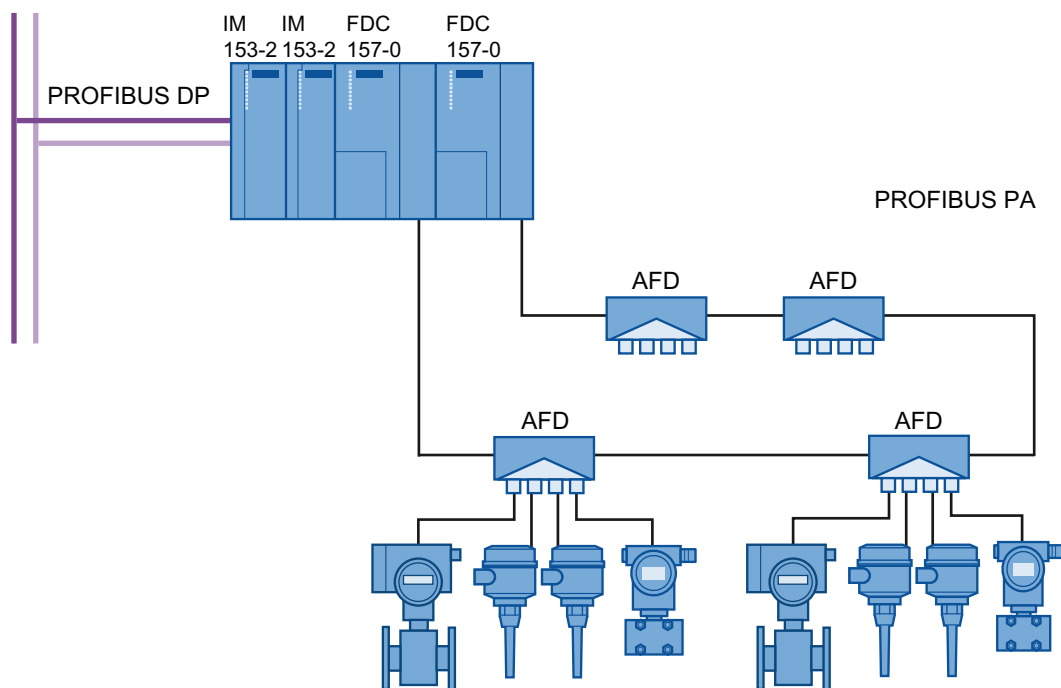 IM IM FDC FDC
153-2 153-2 157-0 157-0
PROFIBUS DP
PROFIBUS PA
AFD AFD
AFD AFD